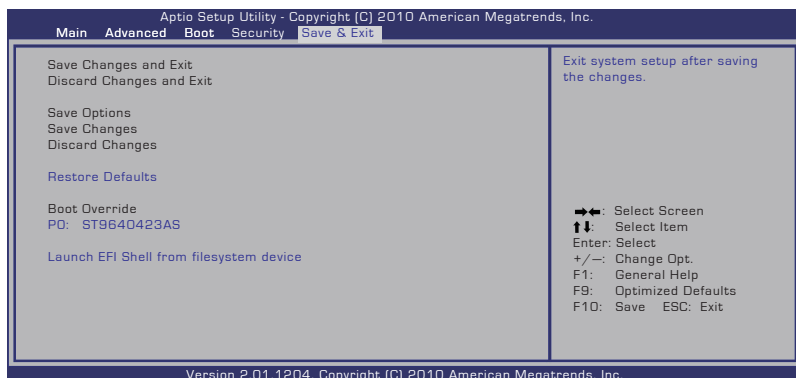 Aptio Setup Utility - Copyright (C) 2010 American Megatrends, Inc.
Main Advanced Boot Security Save & Exit
Save Changes and Exit
Discard Changes and Exit
Save Options
Save Changes
Discard Changes
Restore Defaults
Boot Override
P0: ST9640423AS
Launch EFI Shell from filesystem device
Exit system setup after saving
the changes.
→←: Select Screen
↑↓: Select Item
Enter: Select
+/—: Change Opt.
F1: General Help
F9: Optimized Defaults
F10: Save ESC: Exit
Version 2.01.1204. Copyright (C) 2010 American Megatrends, Inc.